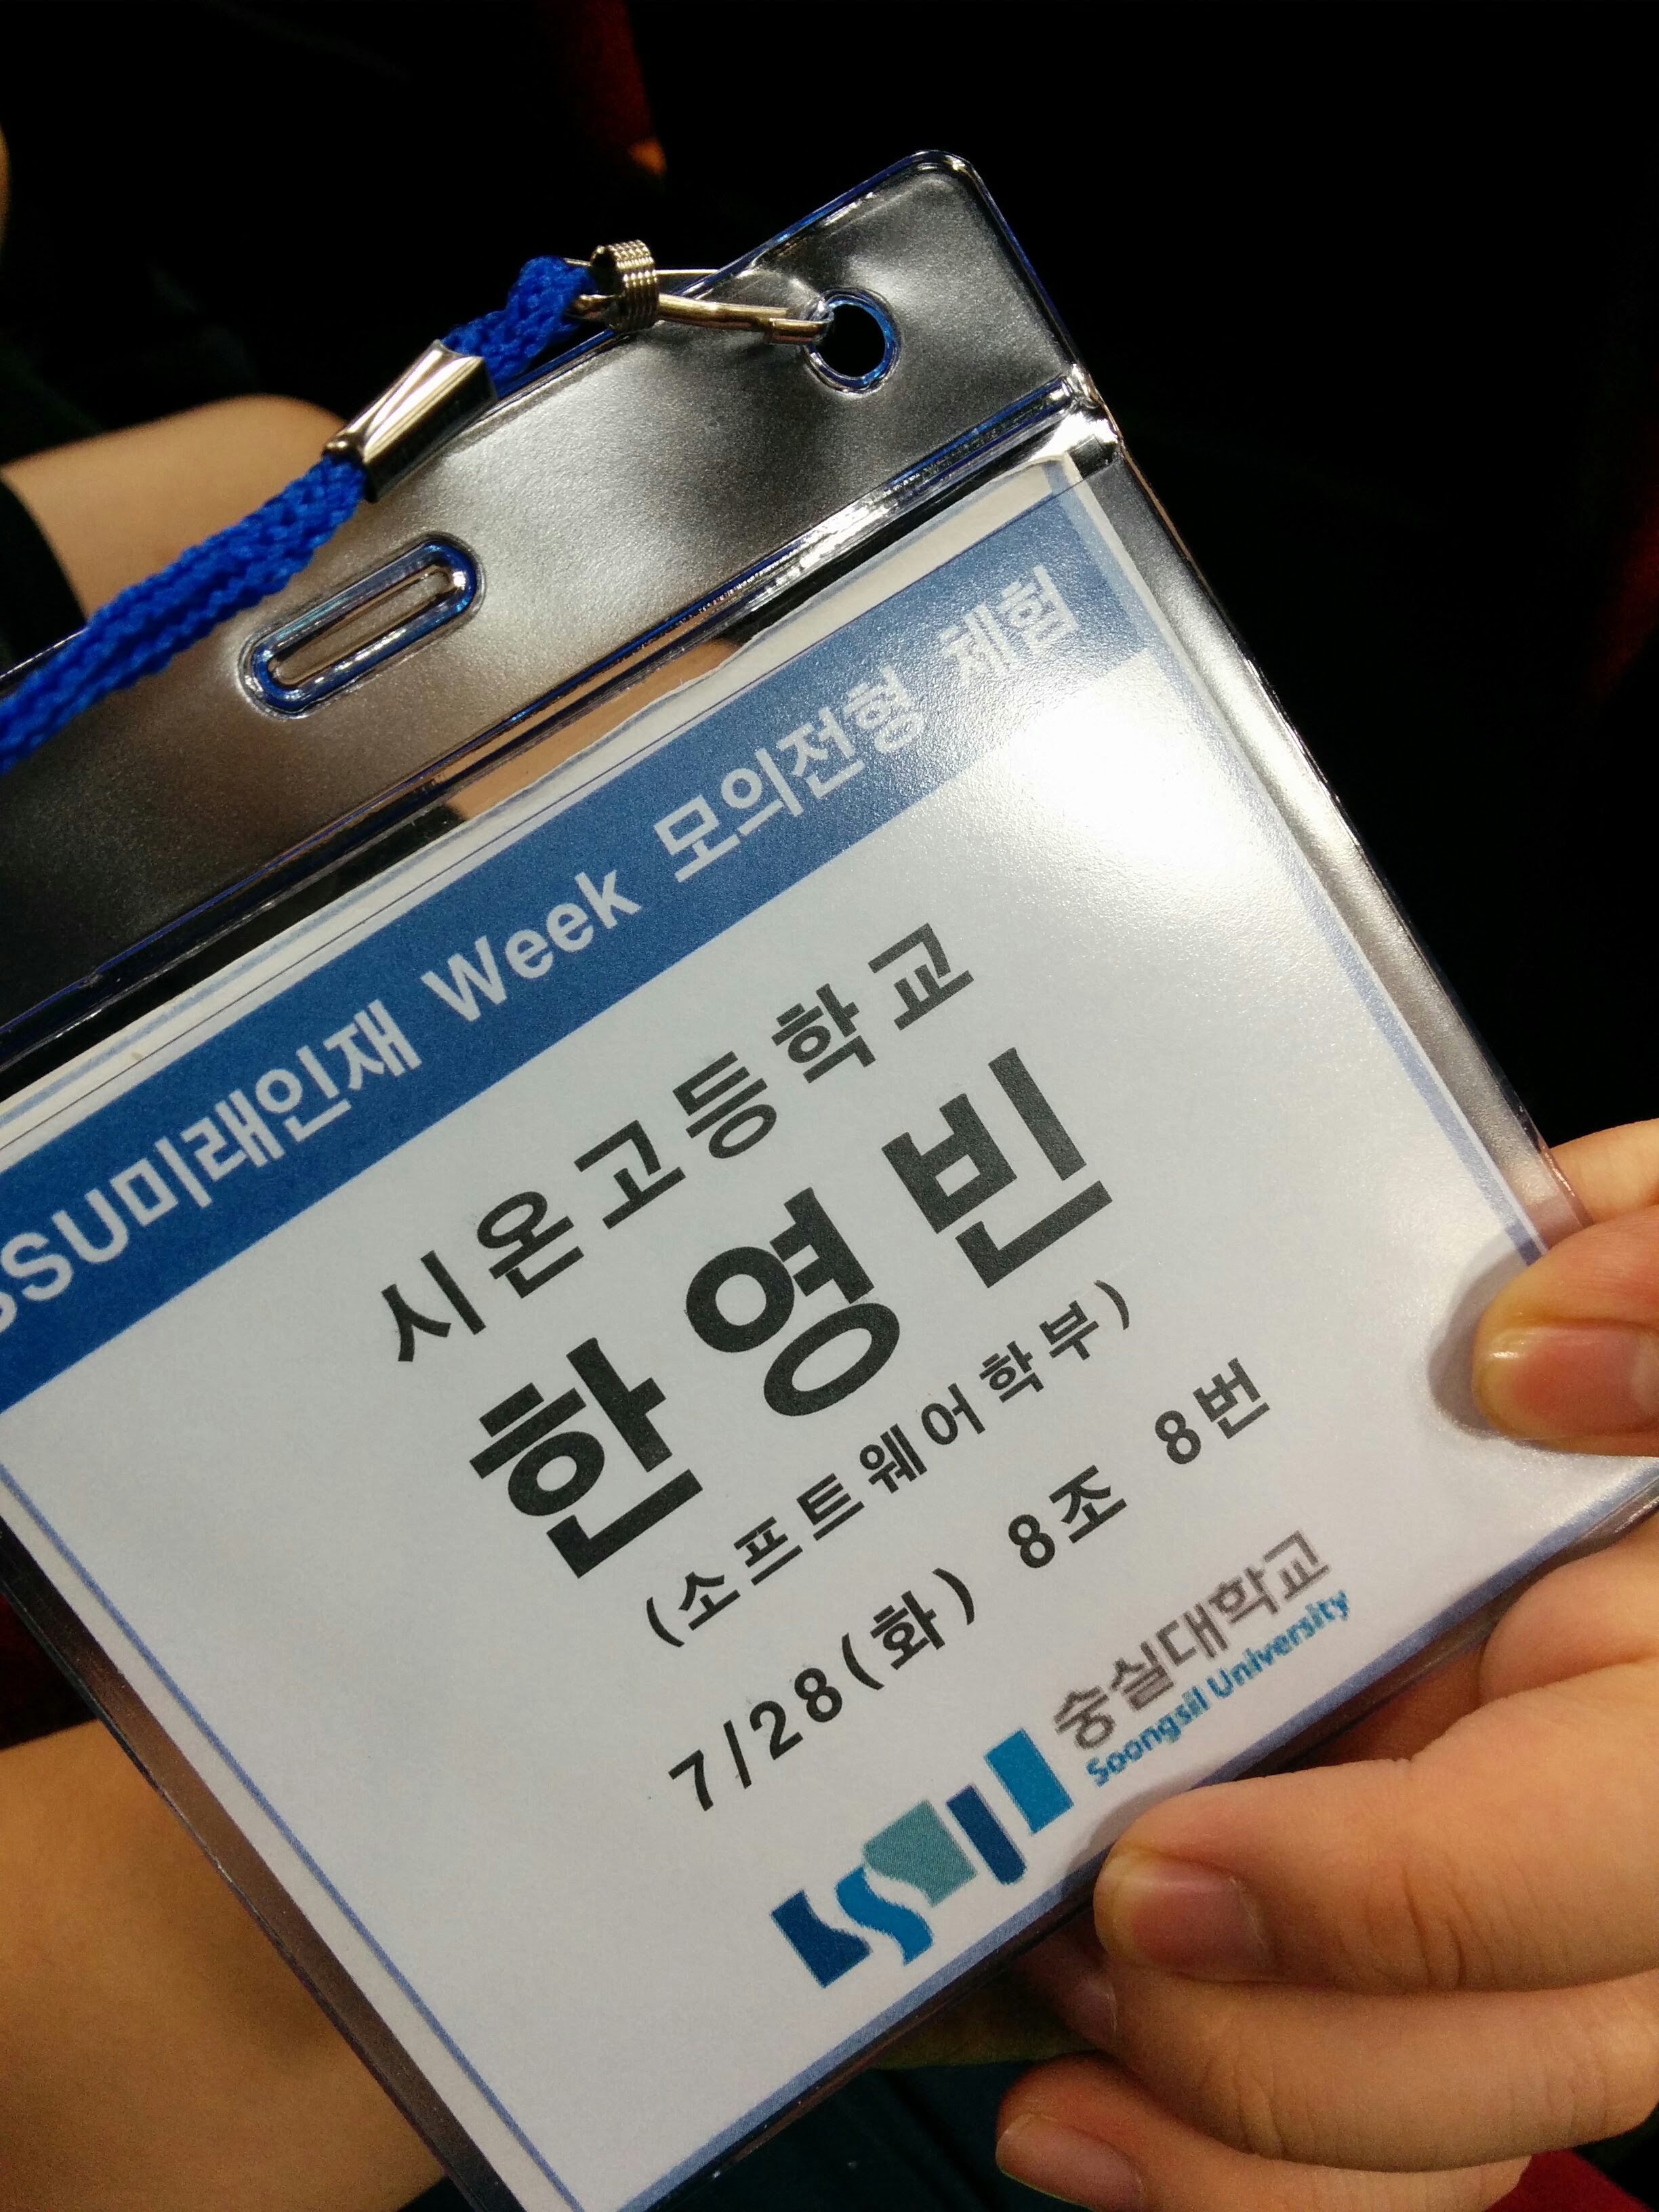 SSU미래인재 Week 모의전형 체험
시온고등학교
한영빈
(소프트웨어학부)
7/28(화) 8조 8번
숭실대학교
Soongsil University